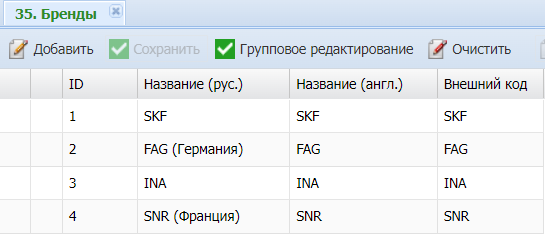 35. Бренды
Добавить Сохранить Групповое редактирование Очистить
ID Название (рус.) Название (англ.) Внешний код
1 SKF SKF SKF
2 FAG (Германия) FAG FAG
3 INA INA INA
4 SNR (Франция) SNR SNR